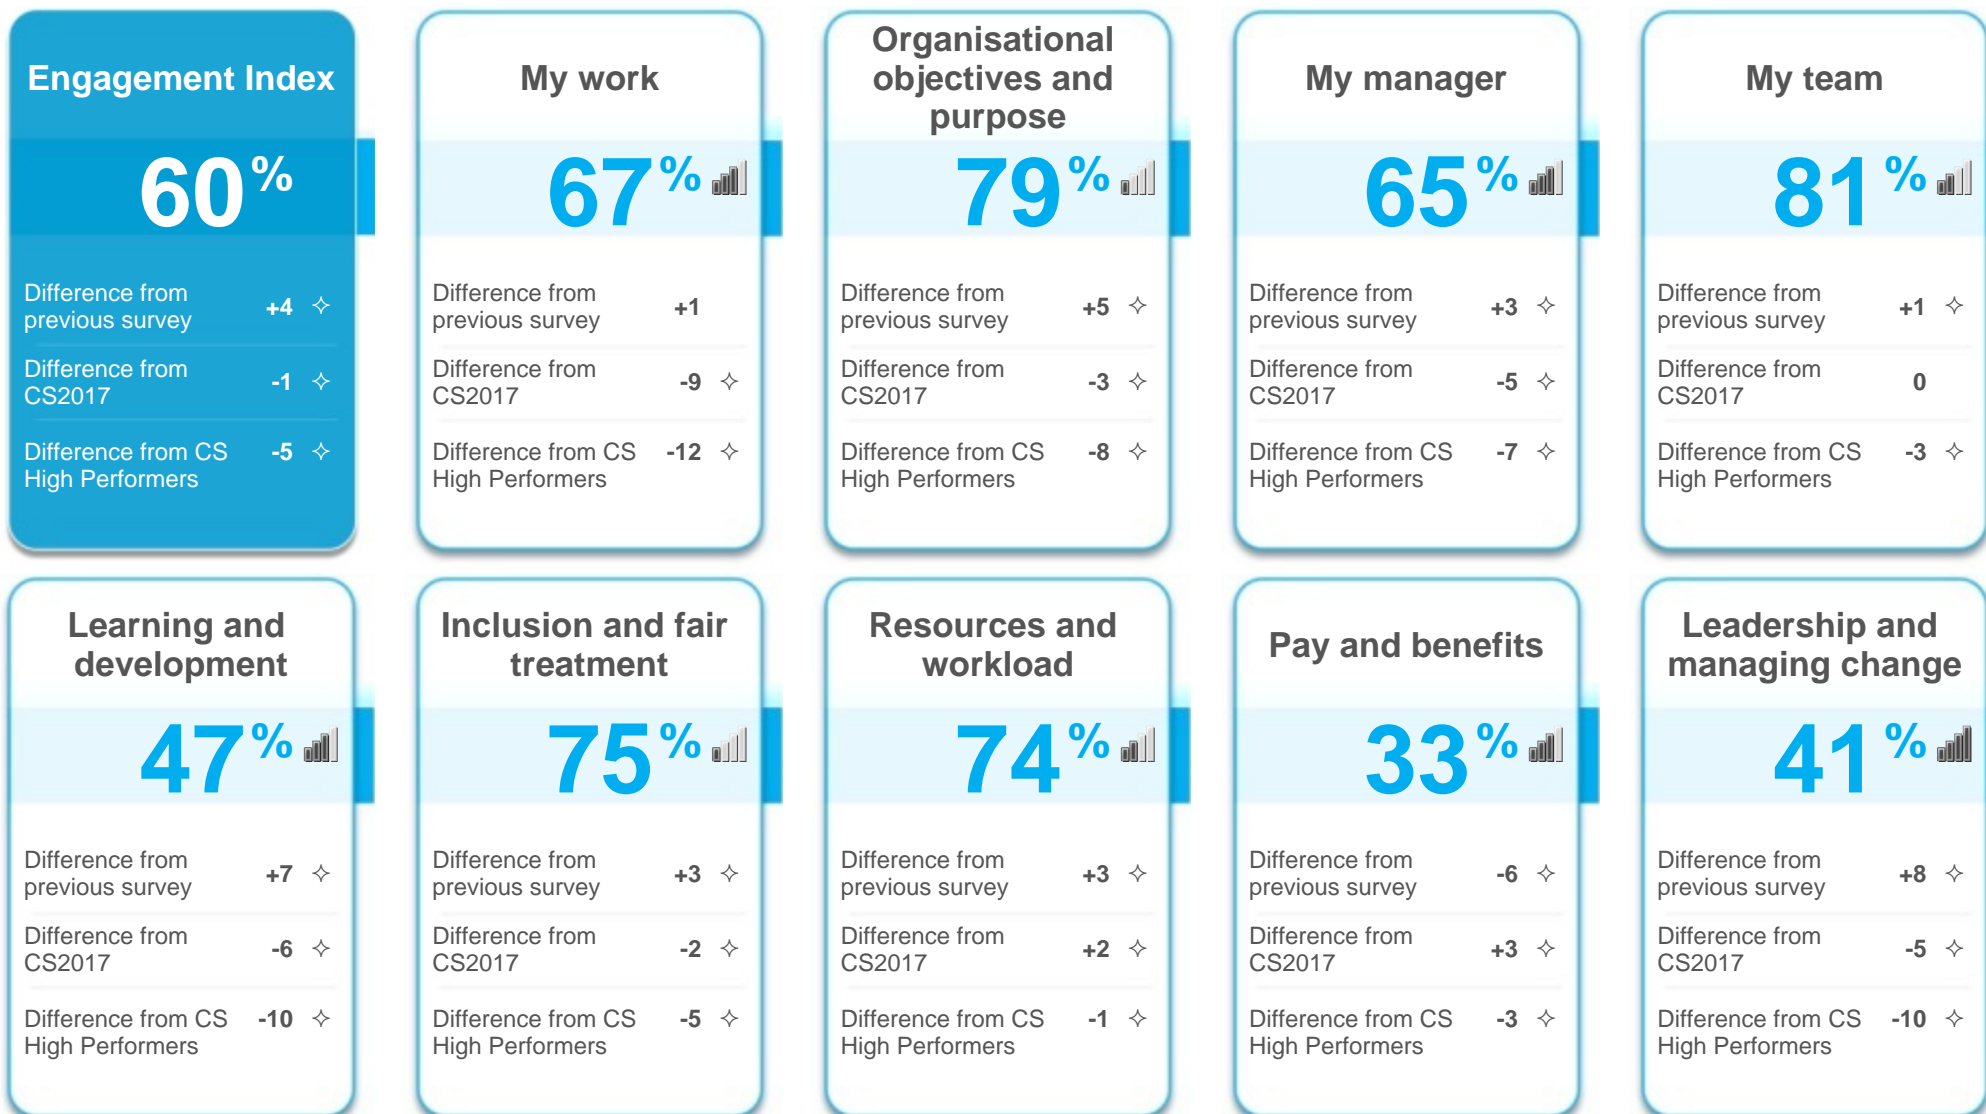 Engagement Index
60%
Difference from
previous survey +4 ✧
Difference from
CS2017 -1 ✧
Difference from CS
High Performers -5 ✧
My work
67%
Difference from
previous survey +1
Difference from
CS2017 -9 ✧
Difference from CS
High Performers -12 ✧
Organisational
objectives and
purpose
79%
Difference from
previous survey +5 ✧
Difference from
CS2017 -3 ✧
Difference from CS
High Performers -8 ✧
My manager
65%
Difference from
previous survey +3 ✧
Difference from
CS2017 -5 ✧
Difference from CS
High Performers -7 ✧
My team
81%
Difference from
previous survey +1 ✧
Difference from
CS2017 0
Difference from CS
High Performers -3 ✧
Learning and
development
47%
Difference from
previous survey +7 ✧
Difference from
CS2017 -6 ✧
Difference from CS
High Performers -10 ✧
Inclusion and fair
treatment
75%
Difference from
previous survey +3 ✧
Difference from
CS2017 -2 ✧
Difference from CS
High Performers -5 ✧
Resources and
workload
74%
Difference from
previous survey +3 ✧
Difference from
CS2017 +2 ✧
Difference from CS
High Performers -1 ✧
Pay and benefits
33%
Difference from
previous survey -6 ✧
Difference from
CS2017 +3 ✧
Difference from CS
High Performers -3 ✧
Leadership and
managing change
41%
Difference from
previous survey +8 ✧
Difference from
CS2017 -5 ✧
Difference from CS
High Performers -10 ✧